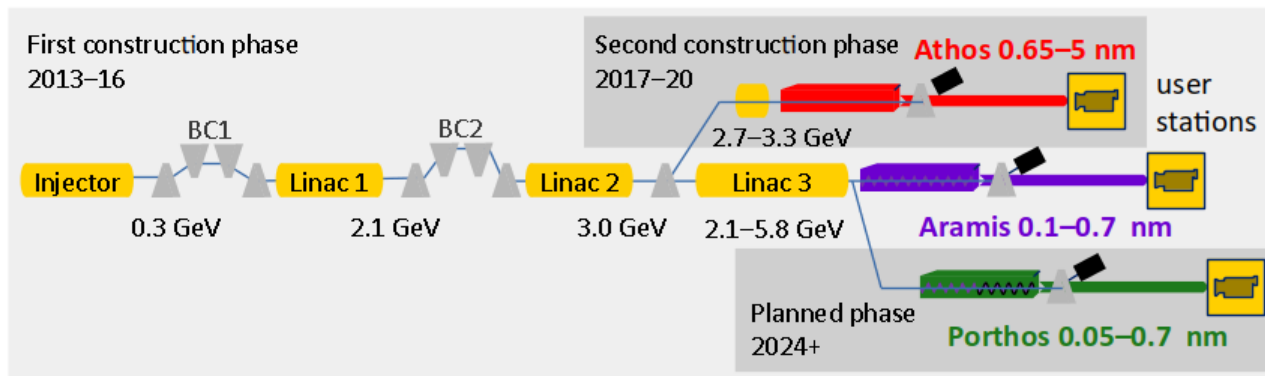 First construction phase
2013–16
Second construction phase
2017–20
Athos 0.65–5 nm
user
stations
2.7–3.3 GeV
BC1
BC2
Injector
Linac 1
Linac 2
Linac 3
0.3 GeV
2.1 GeV
3.0 GeV
2.1–5.8 GeV
Aramis 0.1–0.7 nm
Planned phase
2024+
Porthos 0.05–0.7 nm